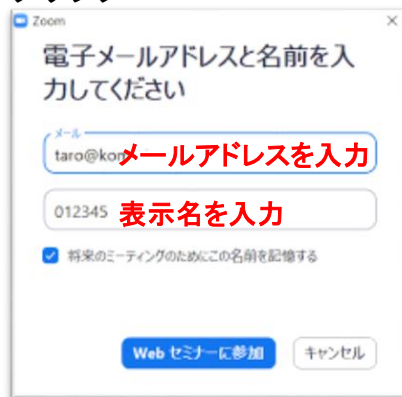 Zoom
電子メールアドレスと名前を入
力してください
メール
taro@kom メールアドレスを入力
012345 表示名を入力
将来のミーティングのためにこの名前を記憶する
Web セミナーに参加 キャンセル